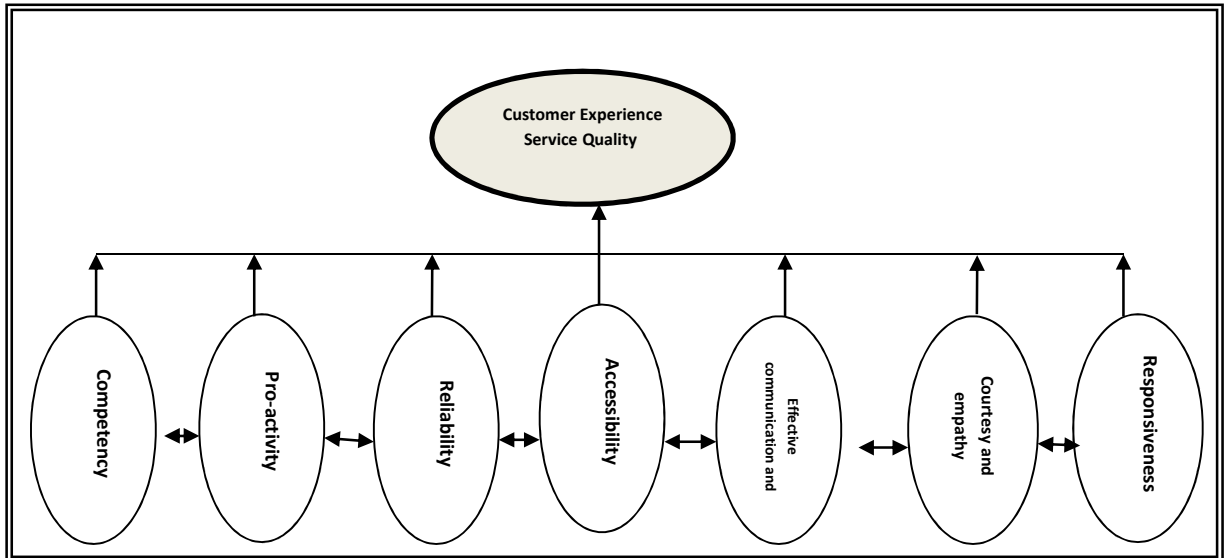 Customer Experience
Service Quality
Competency
Pro-activity
Reliability
Accessibility
Effective
communication and
Courtesy and
empathy
Responsiveness